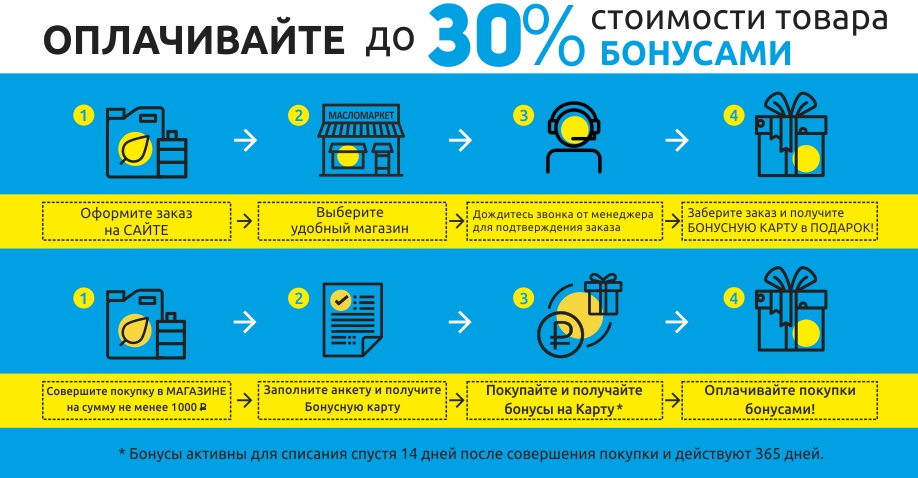 ОПЛАЧИВАЙТЕ до 30% стоимости товара
БОНУСАМИ
1
2
3
4
МАСЛОМАРКЕТ
Оформите заказ
на САЙТЕ
Выберите
удобный магазин
Дождитесь звонка от менеджера
для подтверждения заказа
Заберите заказ и получите
БОНУСНУЮ КАРТУ в ПОДАРОК!
1
2
3
4
₽
Совершите покупку в МАГАЗИНЕ
на сумму не менее 1000 ₽
Заполните анкету и получите
Бонусную карту
Покупайте и получайте
бонусы на Карту*
Оплачивайте покупки
бонусами!
* Бонусы активны для списания спустя 14 дней после совершения покупки и действуют 365 дней.